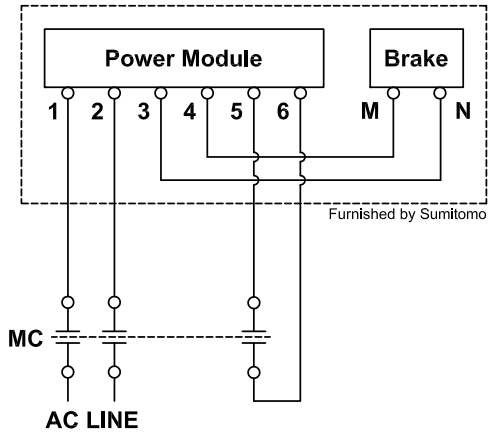 Power Module
Brake
1 2 3 4 5 6 M N
Furnished by Sumitomo
MC
AC LINE